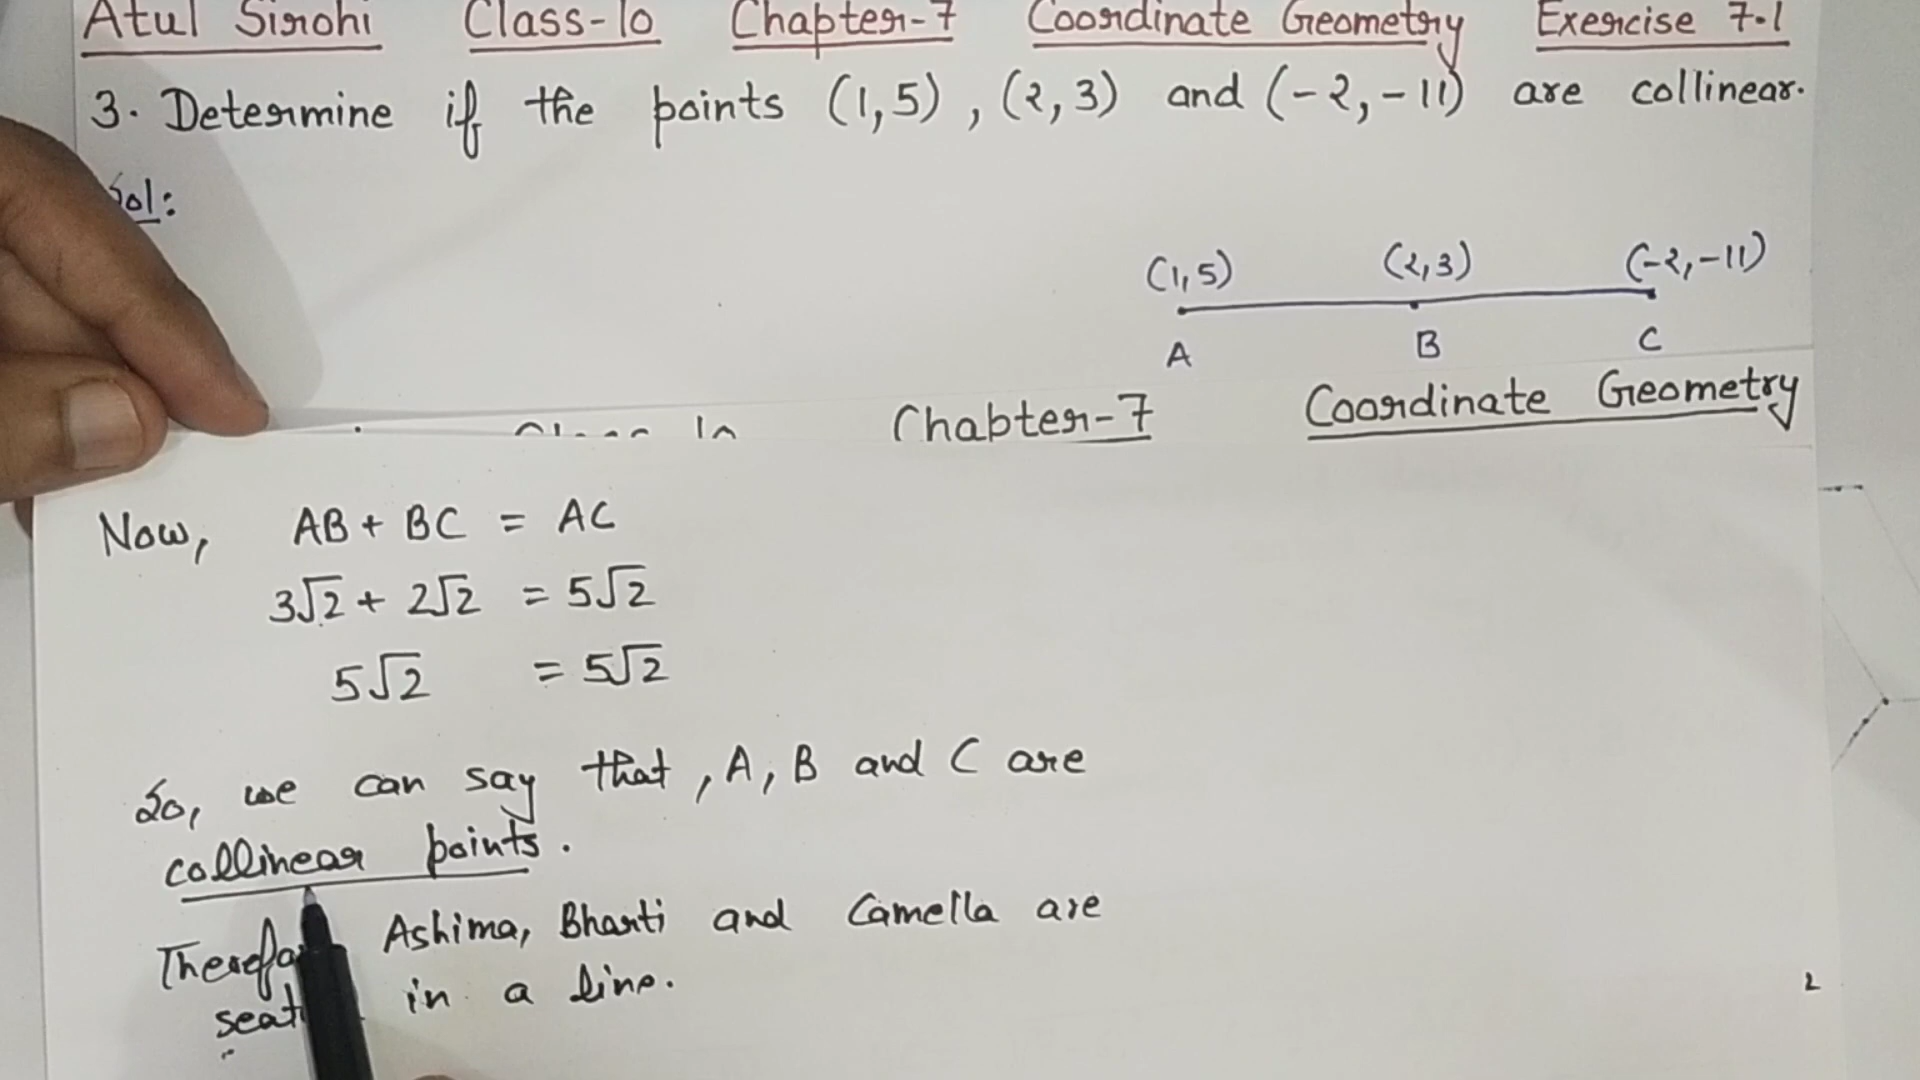 Atul Sirohi Class-10 Chapter-7 Coordinate Geometry Exercise 7.1
3. Determine if the points (1,5), (2,3) and (-2,-11) are collinear.
Sol:
(1,5) (2,3) (-2,-11)
A B C
Chapter-7 Coordinate Geometry
Now, AB + BC = AC
3√2 + 2√2 = 5√2
5√2 = 5√2
So, we can say that, A, B and C are
collinear points.
Ashima, Bharti and Camella are
in a line.
2